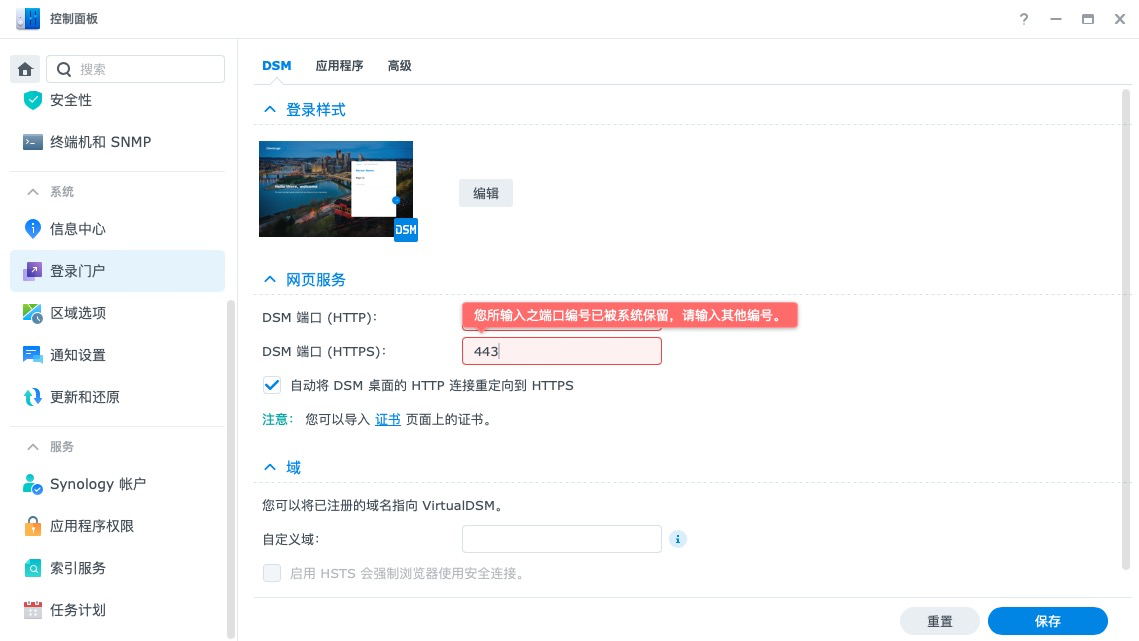 控制面板
搜索
安全性
终端机和 SNMP
系统
信息中心
登录门户
区域选项
通知设置
更新和还原
服务
Synology 帐户
应用程序权限
索引服务
任务计划
DSM 应用程序 高级
登录样式
Hello there, welcome
DSM
编辑
网页服务
DSM 端口 (HTTP):
您所输入之端口编号已被系统保留，请输入其他编号。
DSM 端口 (HTTPS):
443
自动将 DSM 桌面的 HTTP 连接重定向到 HTTPS
注意: 您可以导入 证书 页面上的证书。
域
您可以将已注册的域名指向 VirtualDSM。
自定义域:
启用 HSTS 会强制浏览器使用安全连接。
重置
保存